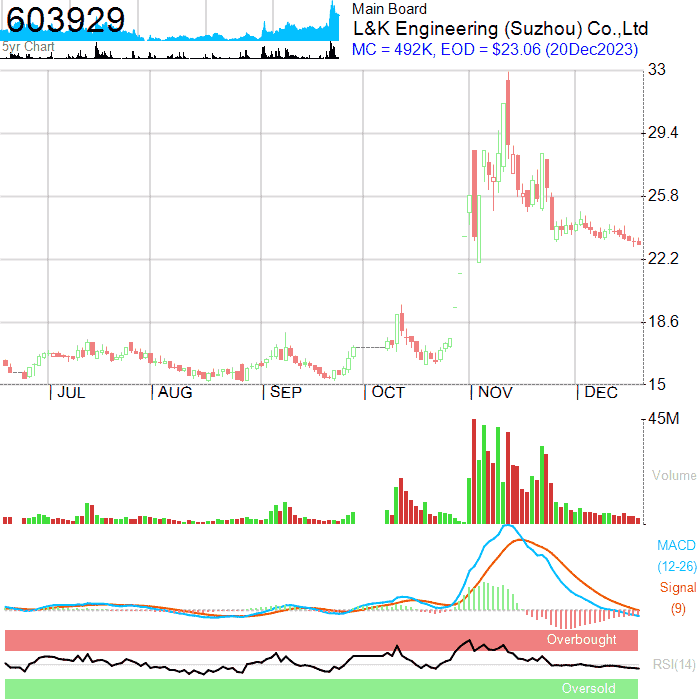 603929
5yr Chart
Main Board
L&K Engineering (Suzhou) Co.,Ltd
MC = 492K, EOD = $23.06 (20Dec2023)
33
29.4
25.8
22.2
18.6
15
JUL AUG SEP OCT NOV DEC
45M
Volume
MACD
(12-26)
Signal
(9)
Overbought
RSI(14)
Oversold